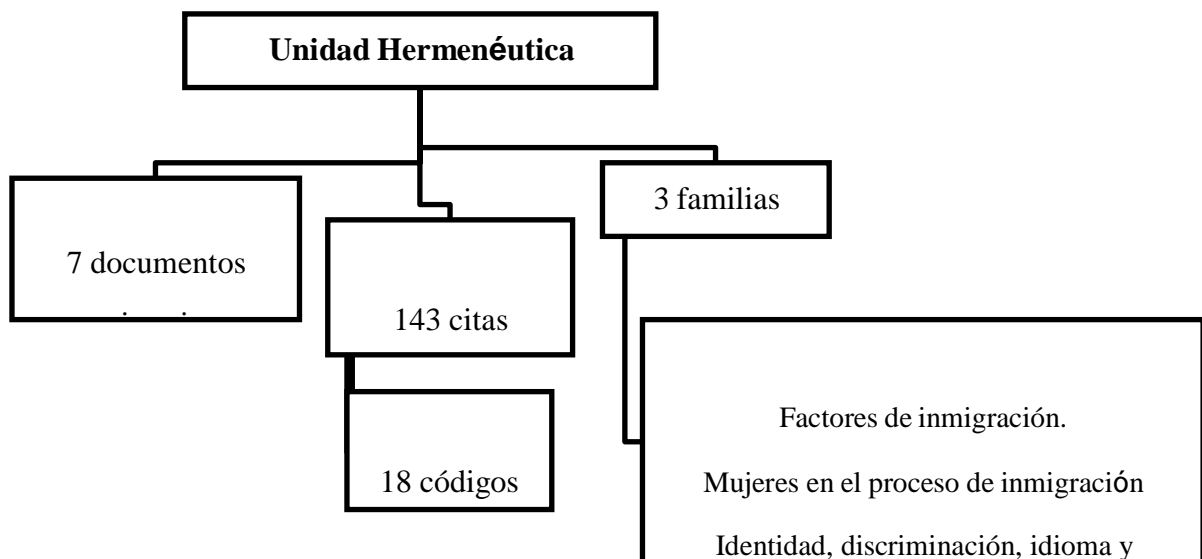 Unidad Hermenéutica
3 familias
7 documentos
143 citas
18 códigos
Factores de inmigración.
Mujeres en el proceso de inmigración
Identidad, discriminación, idioma y